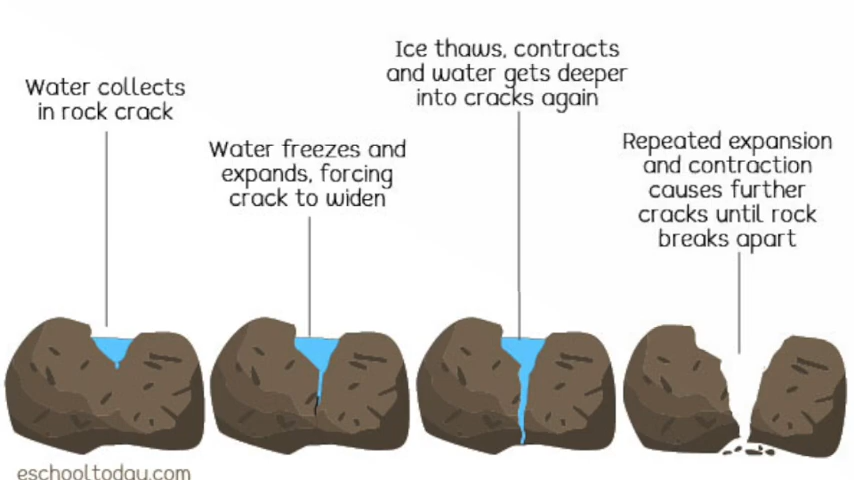 Water collects
in rock crack
Water freezes and
expands, forcing
crack to widen
Ice thaws, contracts
and water gets deeper
into cracks again
Repeated expansion
and contraction
causes further
cracks until rock
breaks apart
eschooltoday.com